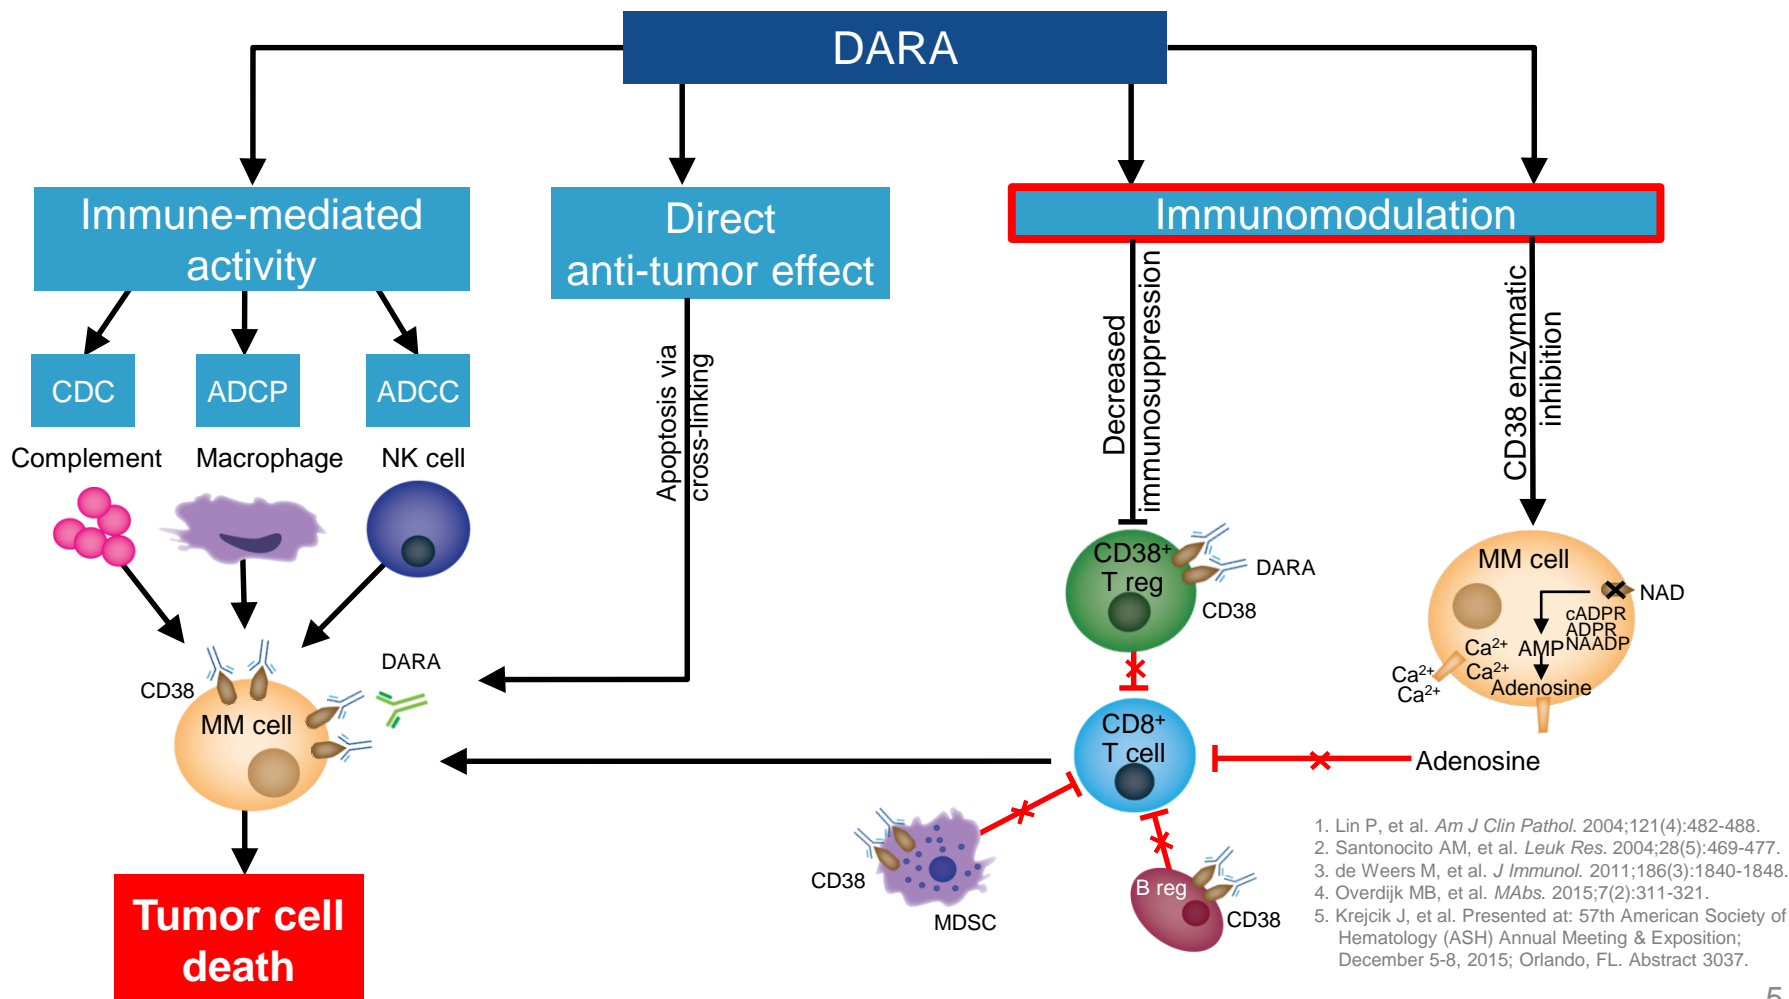 DARA
Immune-mediated
activity
Direct
anti-tumor effect
Immunomodulation
CDC
ADCP
ADCC
Complement
Macrophage
NK cell
Apoptosis via
cross-linking
Decreased
immunosuppression
CD38 enzymatic
inhibition
CD38+
T reg
DARA
CD38
MM cell
NAD
cADPR
ADPR
NAADP
AMP
Ca2+
Ca2+
Ca2+
Ca2+
Adenosine
DARA
CD38
MM cell
CD8+
T cell
Adenosine
CD38
MDSC
B reg
CD38
Tumor cell
death
1. Lin P, et al. Am J Clin Pathol. 2004;121(4):482-488.
2. Santonocito AM, et al. Leuk Res. 2004;28(5):469-477.
3. de Weers M, et al. J Immunol. 2011;186(3):1840-1848.
4. Overdijk MB, et al. MAbs. 2015;7(2):311-321.
5. Krejcik J, et al. Presented at: 57th American Society of
Hematology (ASH) Annual Meeting & Exposition;
December 5-8, 2015; Orlando, FL. Abstract 3037.
5